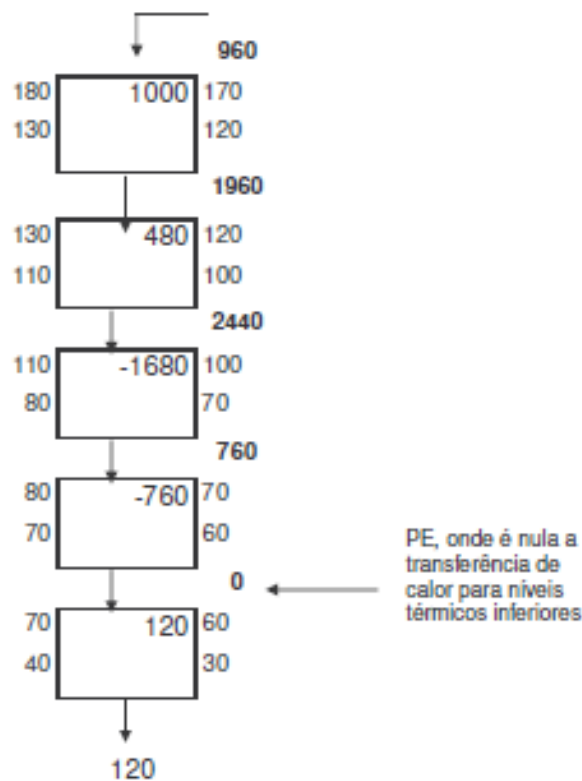 960
180 1000 170
130 120
1960
130 480 120
110 100
2440
110 -1680 100
80 70
760
80 -760 70
70 60
0
PE, onde é nula a
transferência de
calor para níveis
térmicos inferiores
70 120 60
40 30
120